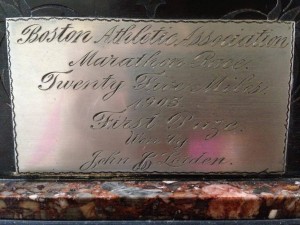 Boston Athletic Association
Marathon Race.
Twenty Five Miles.
1903
First Prize.
Won by
John C. Lorden.